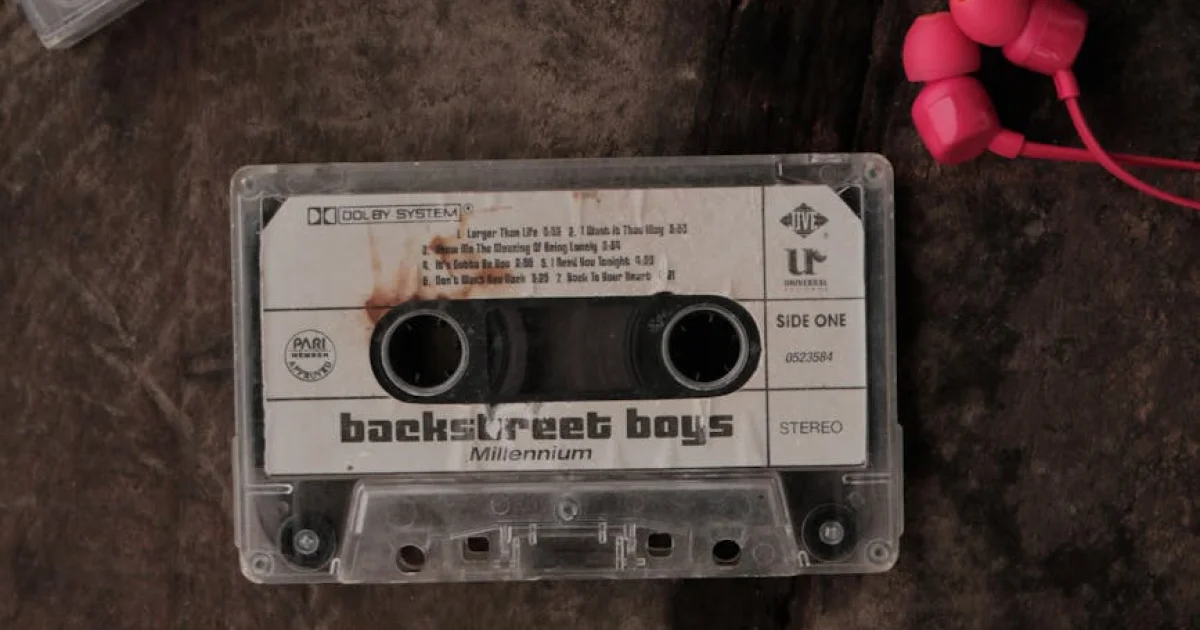 DOLBY SYSTEM
1. Larger Than Life 2. I Want It That Way
3. Show Me The Meaning Of Being Lonely
4. It's Gotta Be You 5. I Need You Tonight
6. Don't Want You Back 7. Back To Your Heart
JIVE
UNIVERSAL
RECORDS
SIDE ONE
0523584
PARI
MEMBER
APPROVED
backstreet boys
Millennium
STEREO